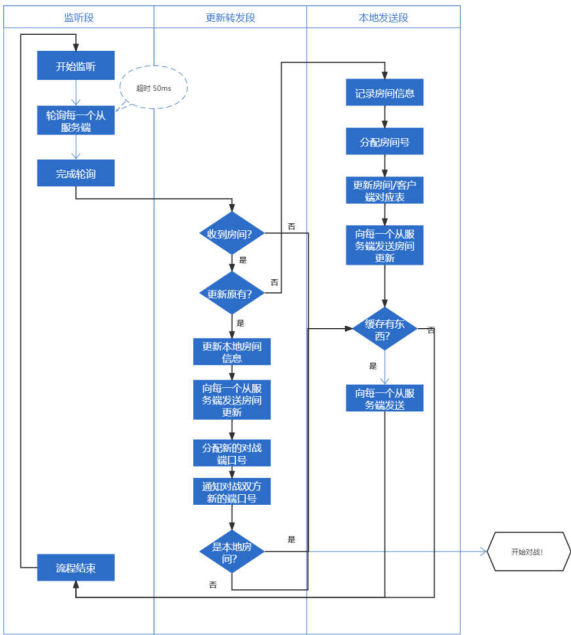 监听段
更新转发段
本地发送段
开始监听
超时 50ms
轮询每一个从
服务端
完成轮询
收到房间?
否
是
更新原有?
否
是
更新本地房间
信息
向每一个从服
务端发送房间
更新
分配新的对战
端口号
通知对战双方
新的端口号
是本地房
间?
是
否
记录房间信息
分配房间号
更新房间/客户
端对应表
向每一个从服
务端发送房间
更新
缓存有东
西?
否
是
向每一个从服
务端发送
开始对战!
流程结束